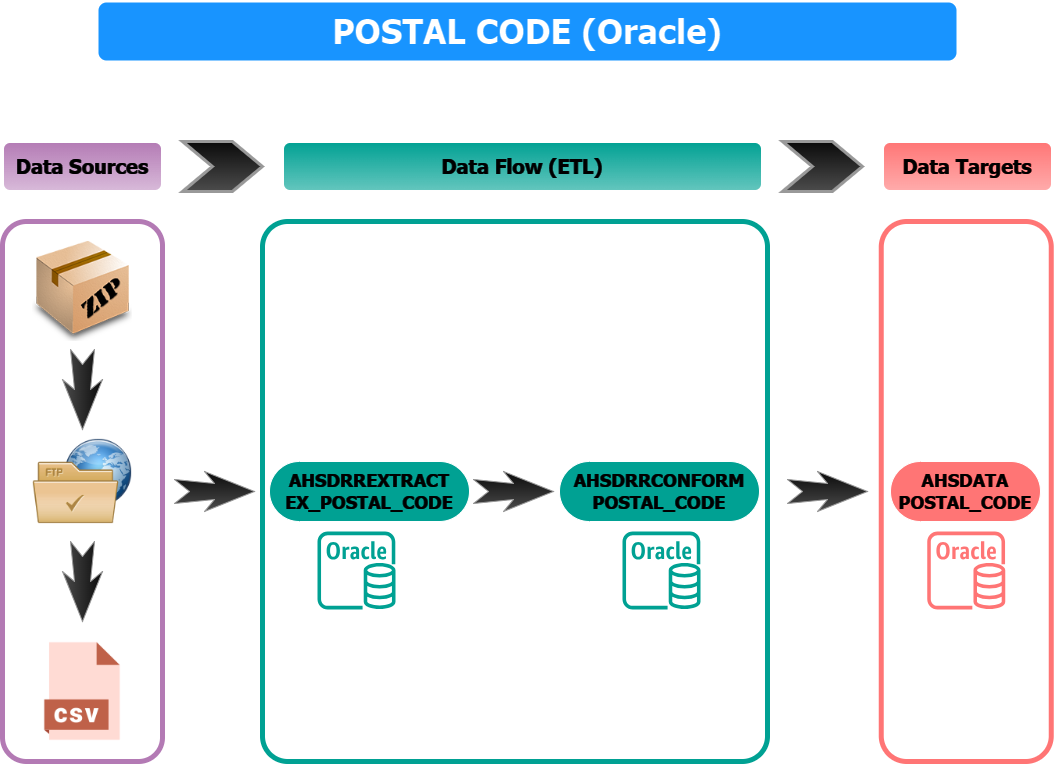 POSTAL CODE (Oracle)
Data Sources
Data Flow (ETL)
Data Targets
ZIP
FTP
CSV
AHSDRREXTRACT
EX_POSTAL_CODE
Oracle
AHSDRRCONFORM
POSTAL_CODE
Oracle
AHSDATA
POSTAL_CODE
Oracle